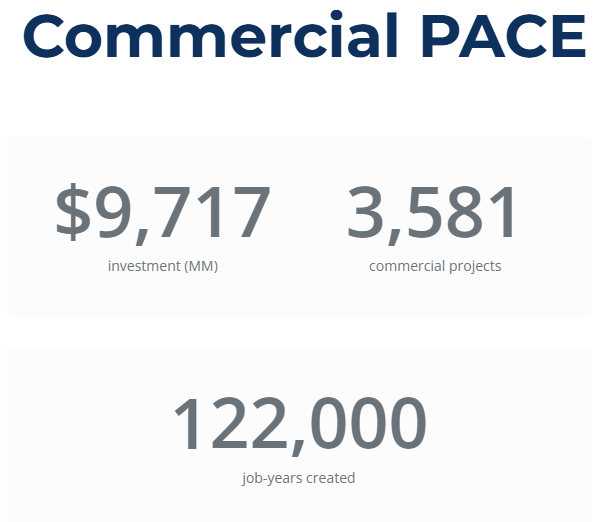 Commercial PACE
$9,717 3,581
investment (MM) commercial projects
122,000
job-years created